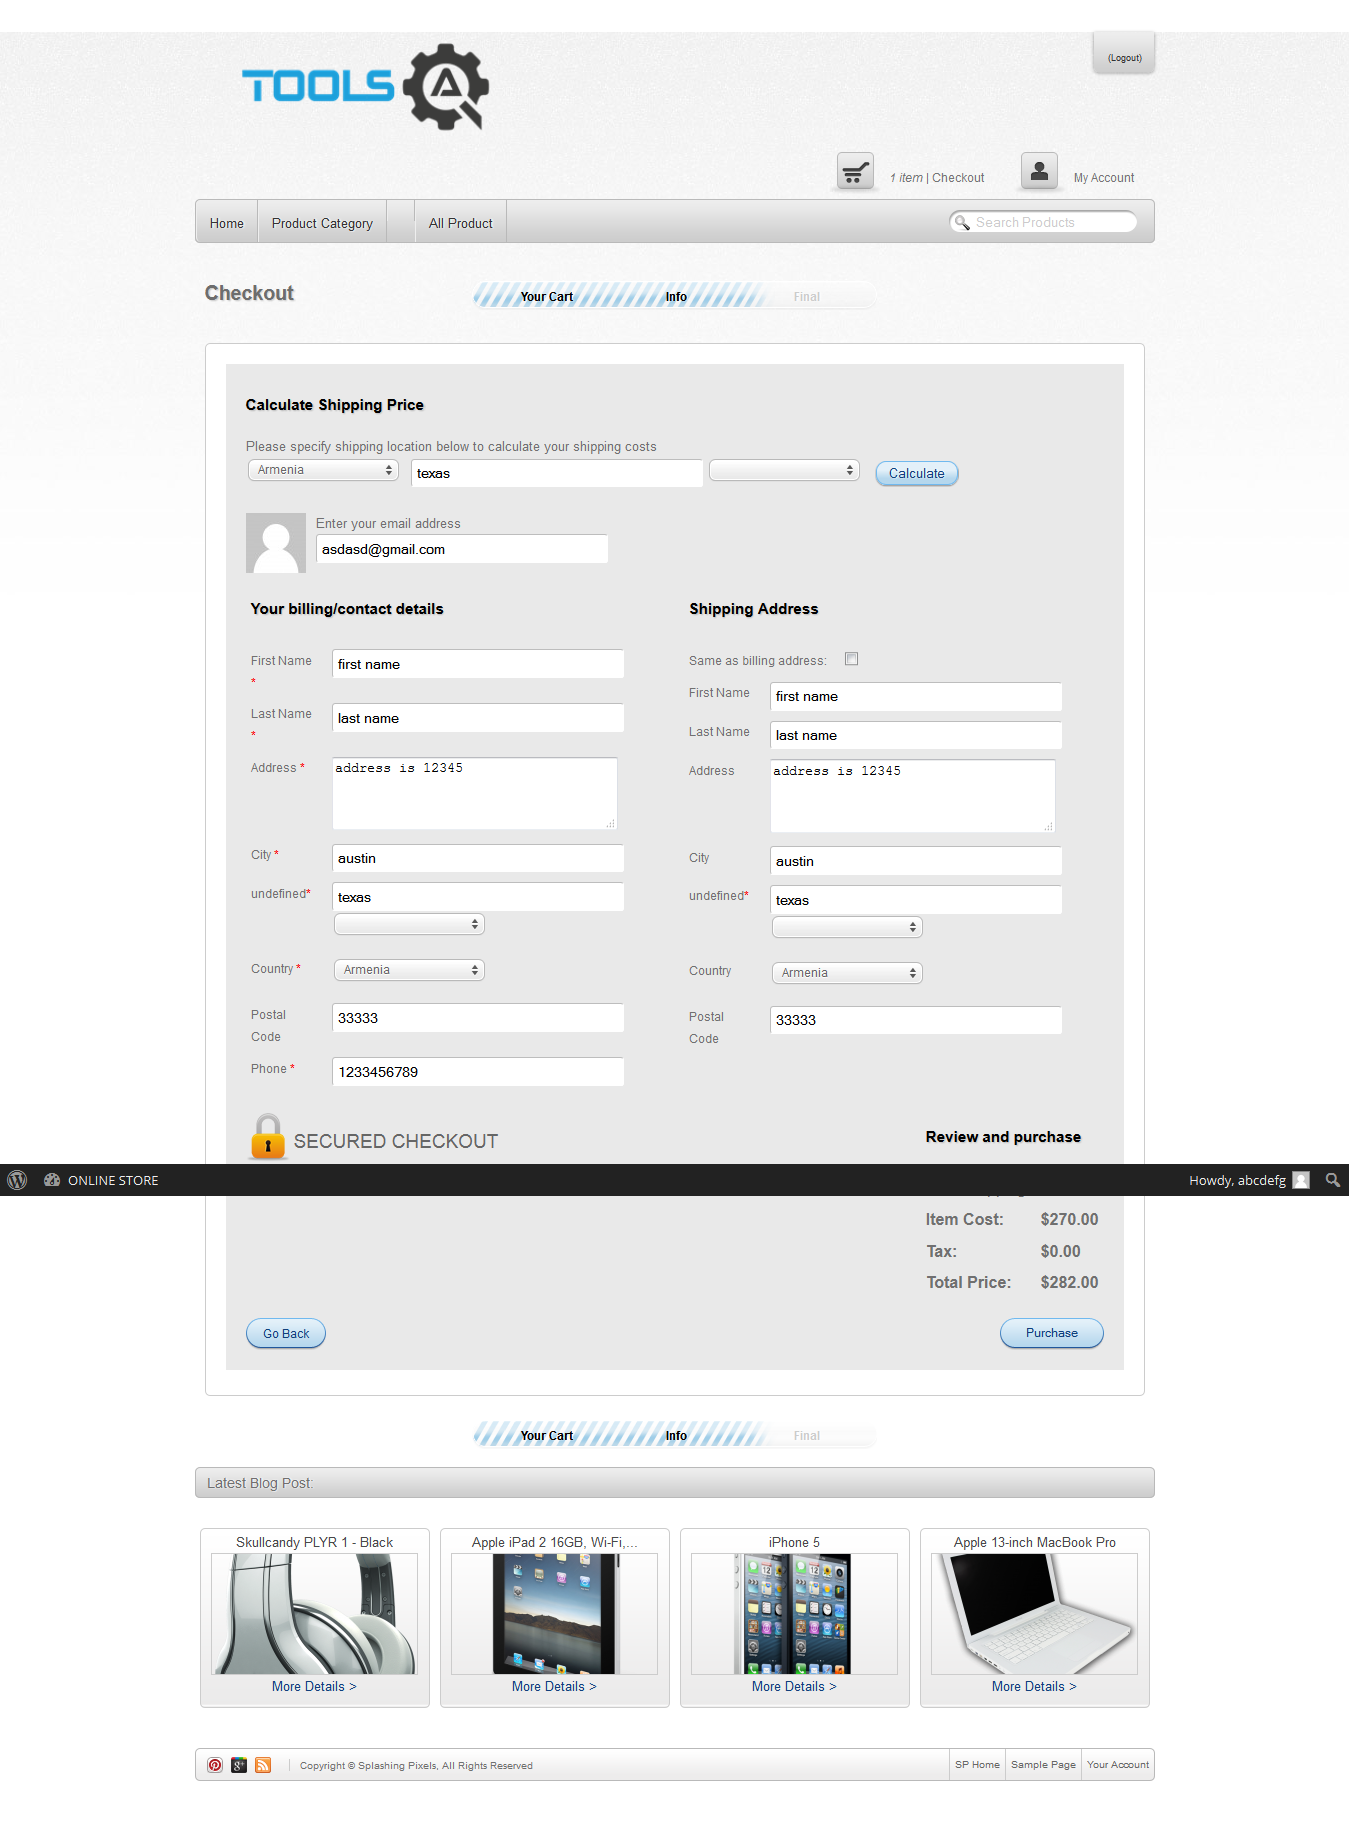 TOOLS QA
(Logout)
1 item | Checkout
My Account
Home
Product Category
All Product
Search Products
Checkout
Your Cart
Info
Final
Calculate Shipping Price
Please specify shipping location below to calculate your shipping costs
Armenia
texas
Calculate
Enter your email address
asdasd@gmail.com
Your billing/contact details
First Name
*
first name
Last Name
*
last name
Address *
address is 12345
City *
austin
undefined*
texas
Country *
Armenia
Postal
Code
33333
Phone *
1233456789
Shipping Address
Same as billing address:
First Name
first name
Last Name
last name
Address
address is 12345
City
austin
undefined*
texas
Country
Armenia
Postal
Code
33333
SECURED CHECKOUT
Review and purchase
ONLINE STORE
Howdy, abcdefg
Item Cost: $270.00
Tax: $0.00
Total Price: $282.00
Go Back
Purchase
Your Cart
Info
Final
Latest Blog Post:
Skullcandy PLYR 1 - Black
More Details >
Apple iPad 2 16GB, Wi-Fi,...
More Details >
iPhone 5
More Details >
Apple 13-inch MacBook Pro
More Details >
Copyright © Splashing Pixels, All Rights Reserved
SP Home
Sample Page
Your Account